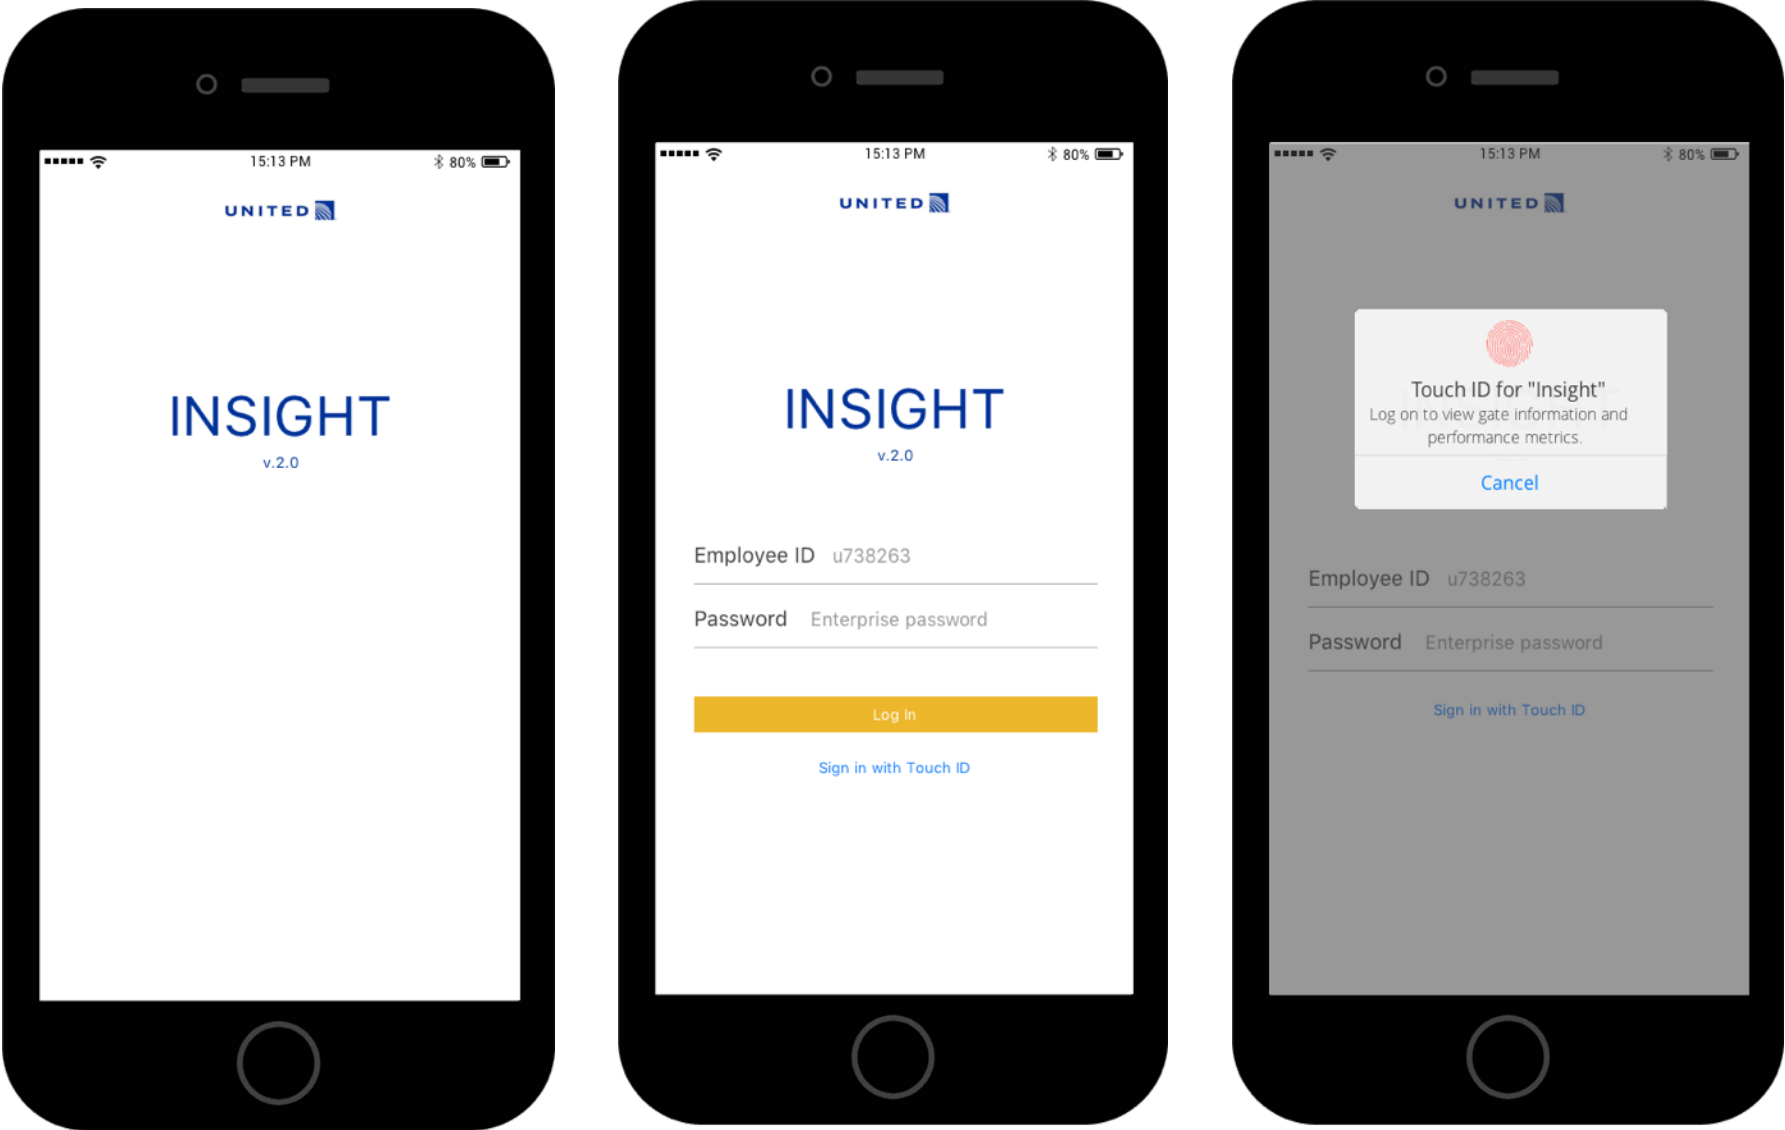 15:13 PM 80%
UNITED
INSIGHT
v.2.0
15:13 PM 80%
UNITED
INSIGHT
v.2.0
Employee ID u738263
Password Enterprise password
Log In
Sign in with Touch ID
15:13 PM 80%
UNITED
Touch ID for "Insight"
Log on to view gate information and
performance metrics.
Cancel
Employee ID u738263
Password Enterprise password
Sign in with Touch ID